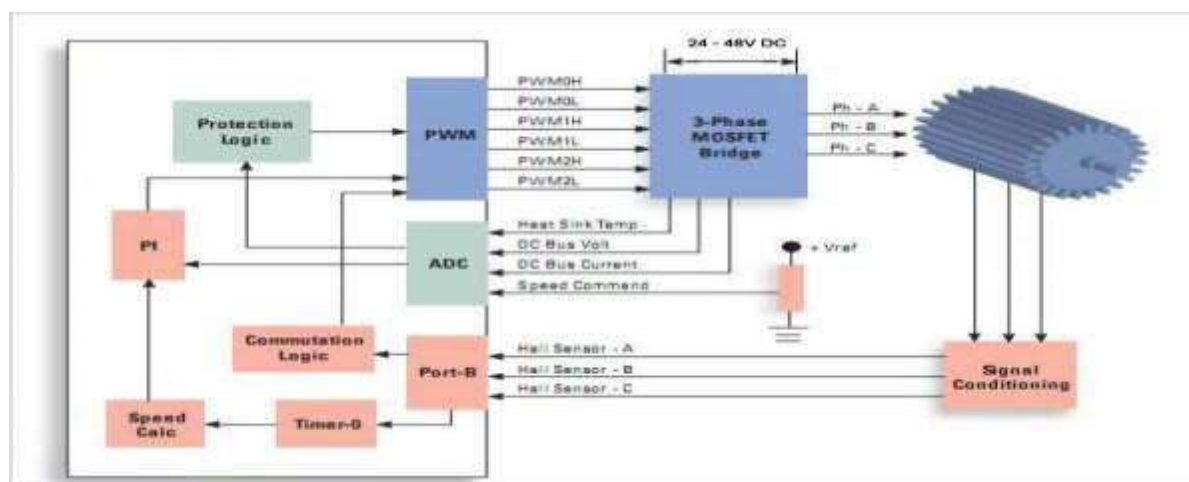 24 - 48V DC
PWM0H
PWM0L
PWM1H
PWM1L
PWM2H
PWM2L
Protection
Logic
PWM
3-Phase
MOSFET
Bridge
Ph - A
Ph - B
Ph - C
PI
ADC
Heat Sink Temp -
DC Bus Volt
DC Bus Current
Speed Command
+ Vref
Commutation
Logic
Port-B
Hall Sensor - A
Hall Sensor - B
Hall Sensor - C
Signal
Conditioning
Speed
Calc
Timer-0